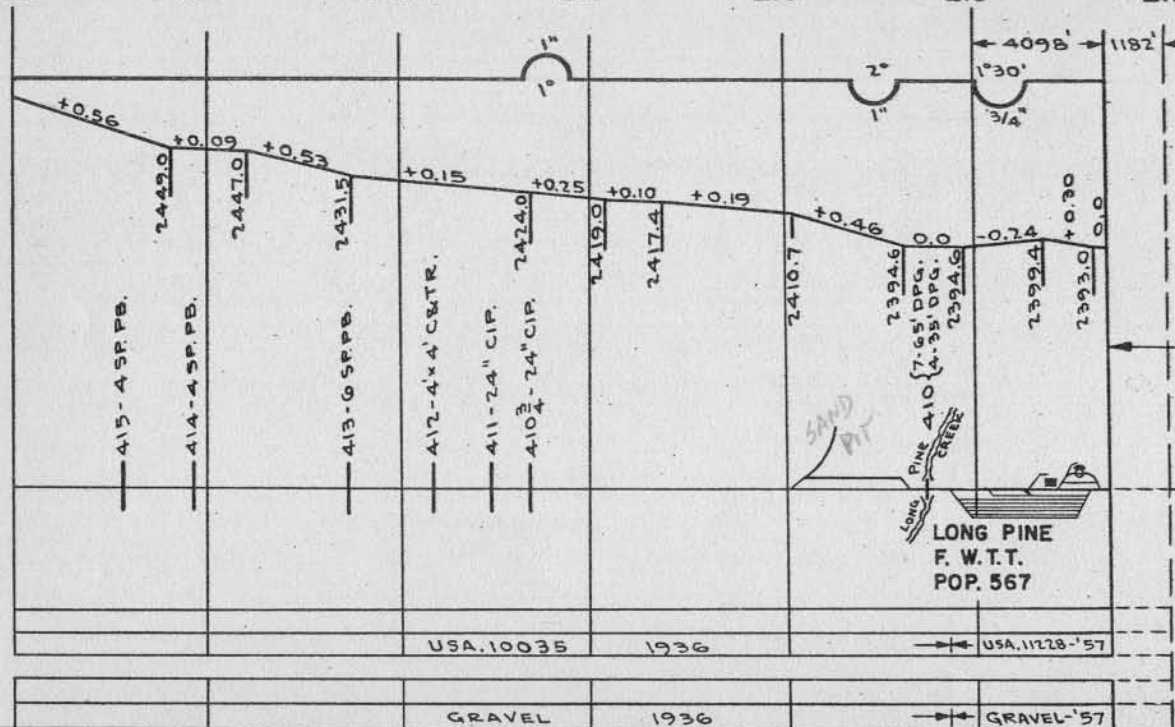 4098'
1182'
1"
1°
2°
1"
1°30'
3/4"
+0.56
+0.09
+0.53
+0.15
+0.25
+0.10
+0.19
+0.46
0.0
-0.24
+0.30
0.0
2449.0
2447.0
2431.5
2424.0
2419.0
2417.4
2410.7
2394.6
2394.6
2399.4
2393.0
415-4 SP. PB.
414-4 SP. PB.
413-6 SP. PB.
412-4'x4' C&TR.
411-24" CIP.
410 3/4-24" CIP.
410 {7-65' DPG.
4-35' DPG.
SAND
PIT
LONG PINE CREEK
LONG PINE
F. W. T. T.
POP. 567
USA.10035 1936 USA.11228-'57
GRAVEL 1936 GRAVEL-'57